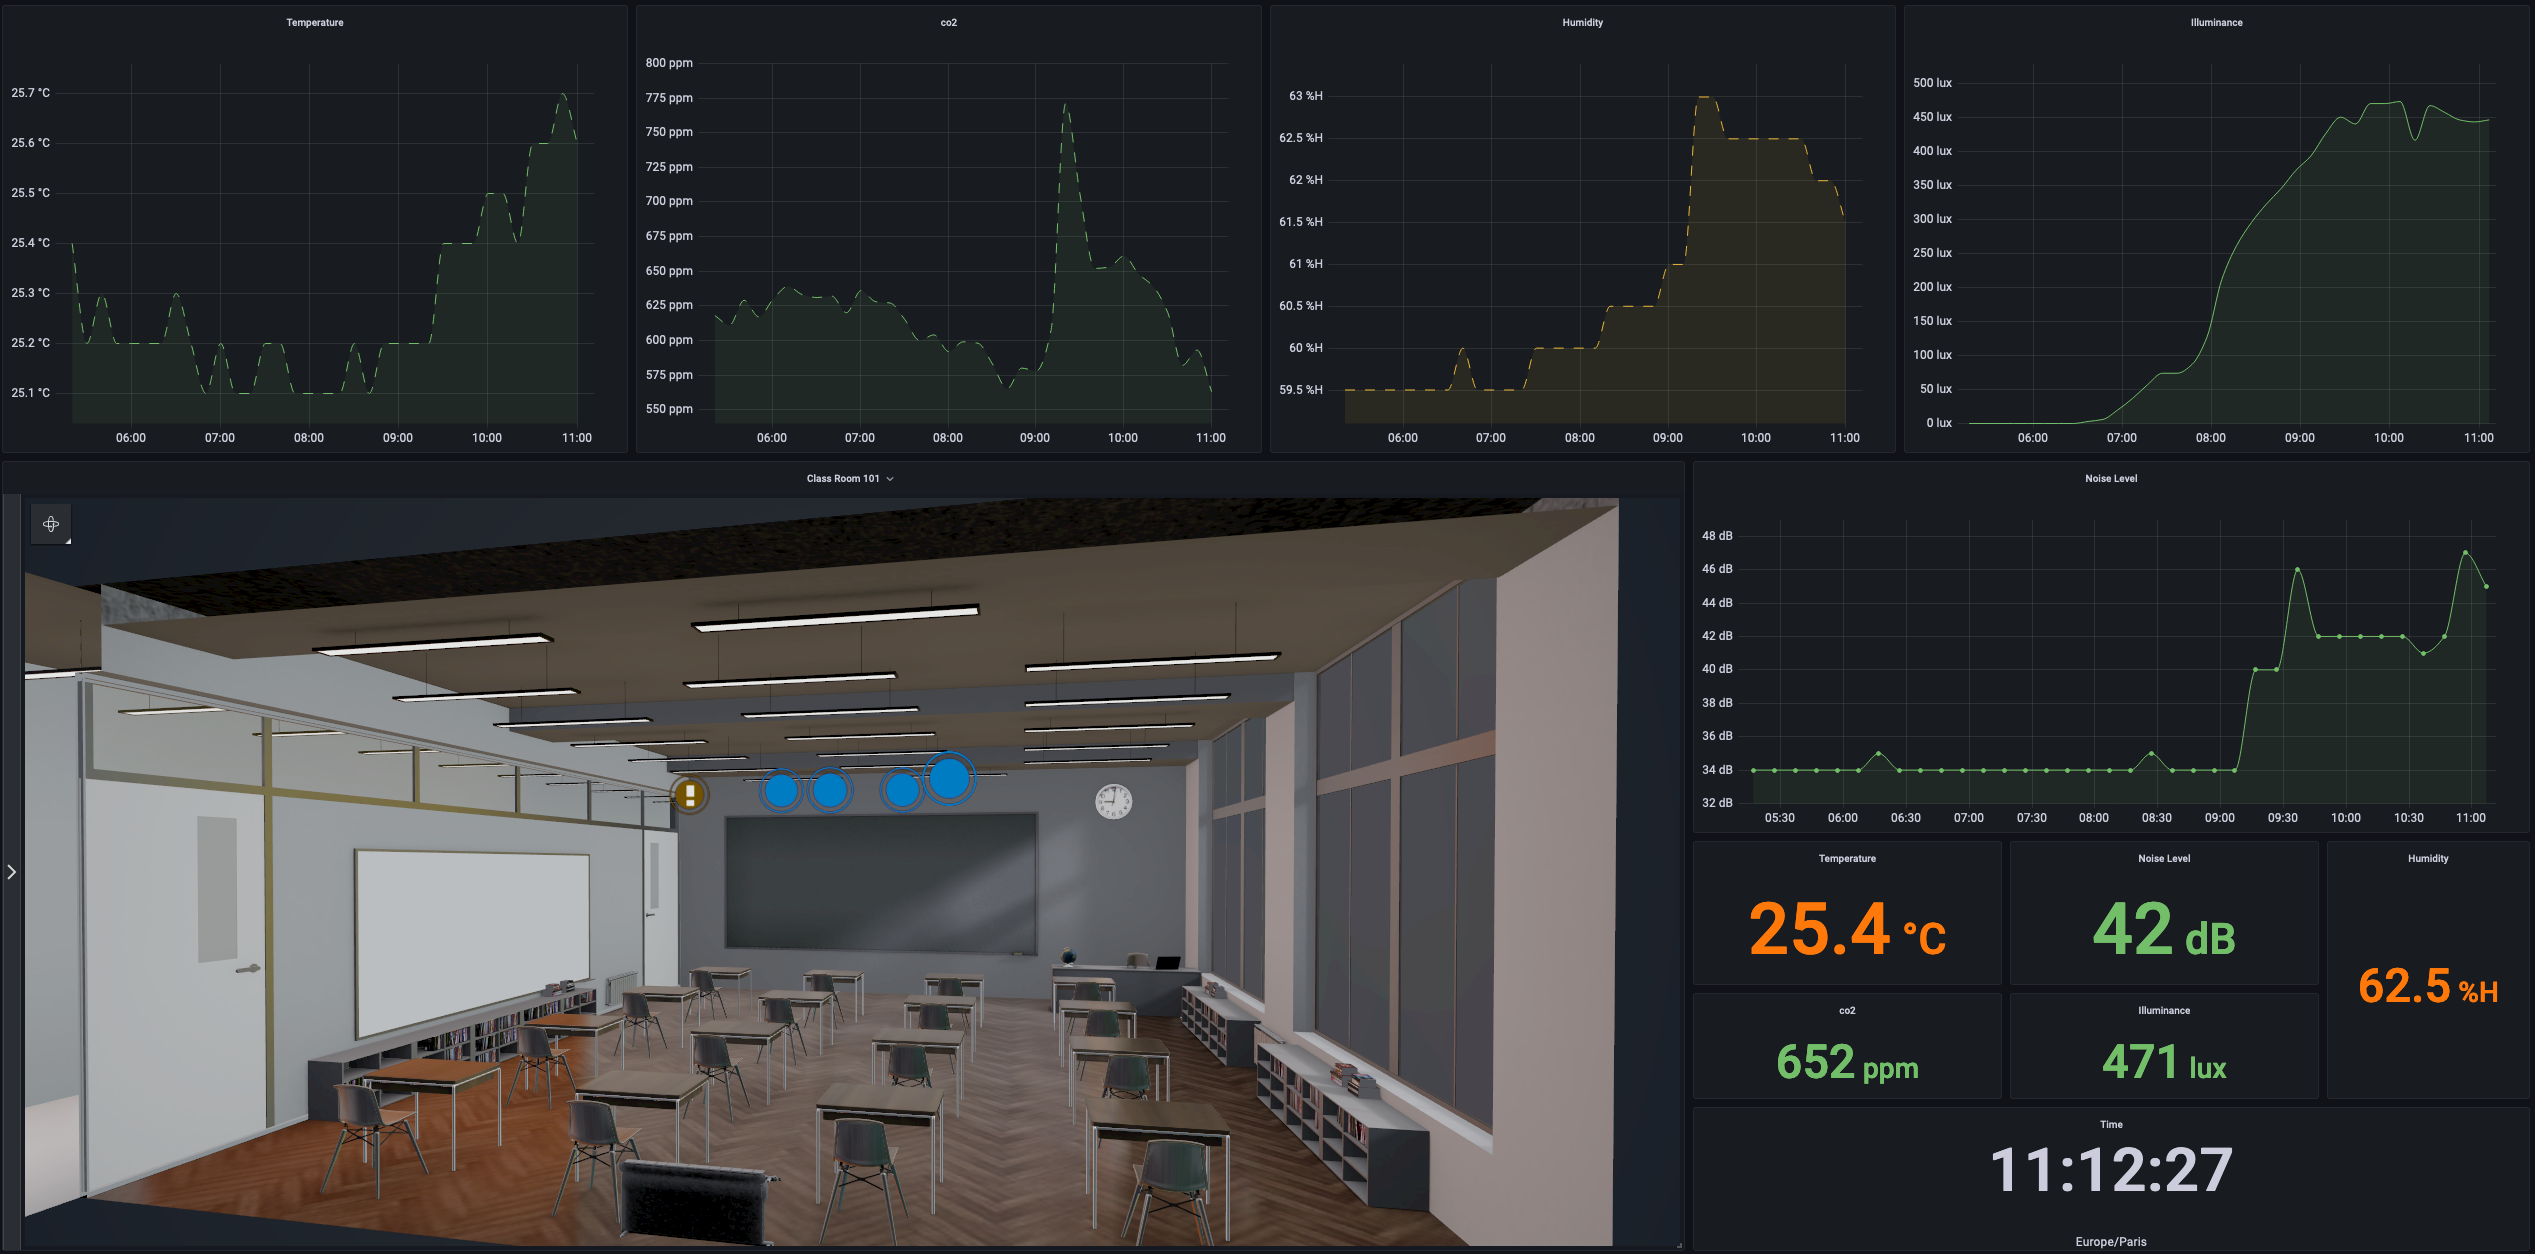 Temperature
25.7 °C
25.6 °C
25.5 °C
25.4 °C
25.3 °C
25.2 °C
25.1 °C
06:00 07:00 08:00 09:00 10:00 11:00
co2
800 ppm
775 ppm
750 ppm
725 ppm
700 ppm
675 ppm
650 ppm
625 ppm
600 ppm
575 ppm
550 ppm
06:00 07:00 08:00 09:00 10:00 11:00
Humidity
63 %H
62.5 %H
62 %H
61.5 %H
61 %H
60.5 %H
60 %H
59.5 %H
06:00 07:00 08:00 09:00 10:00 11:00
Illuminance
500 lux
450 lux
400 lux
350 lux
300 lux
250 lux
200 lux
150 lux
100 lux
50 lux
0 lux
06:00 07:00 08:00 09:00 10:00 11:00
Class Room 101
Noise Level
48 dB
46 dB
44 dB
42 dB
40 dB
38 dB
36 dB
34 dB
32 dB
05:30 06:00 06:30 07:00 07:30 08:00 08:30 09:00 09:30 10:00 10:30 11:00
Temperature
25.4 °C
Noise Level
42 dB
Humidity
62.5 %H
co2
652 ppm
Illuminance
471 lux
Time
11:12:27
Europe/Paris